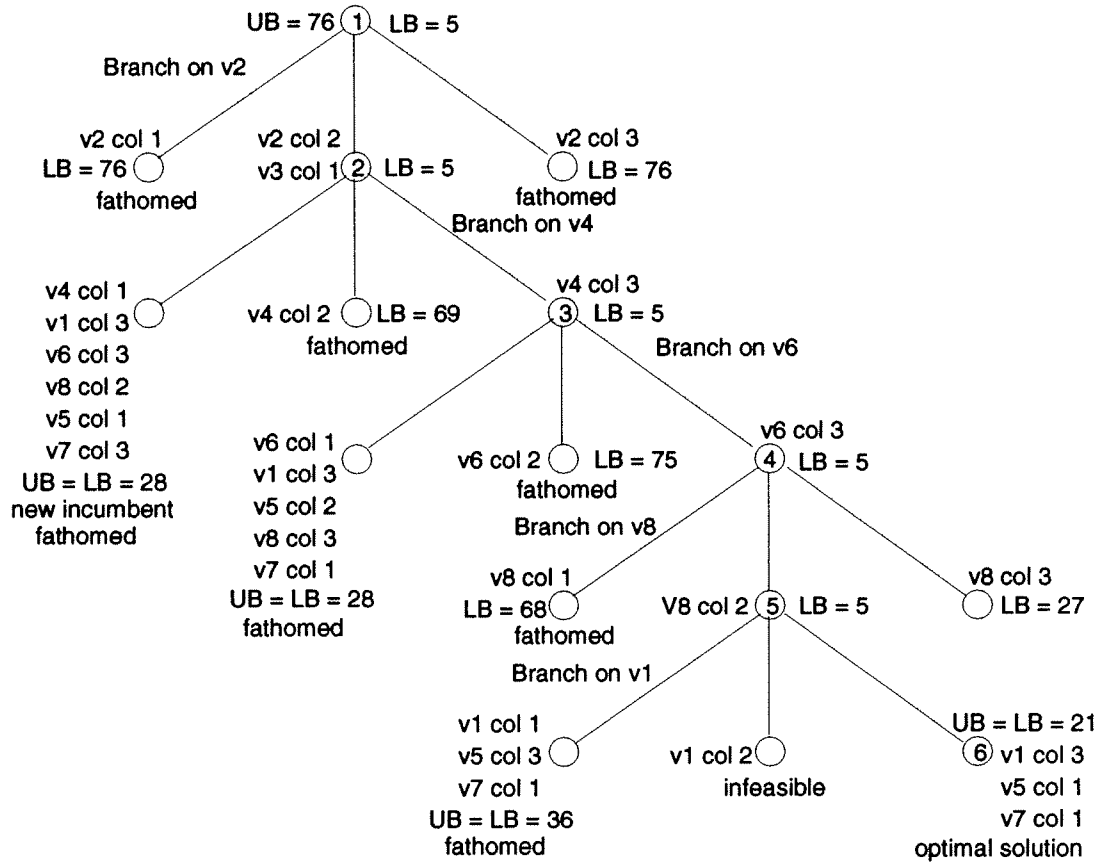 UB = 76 1 LB = 5
Branch on v2
v2 col 1
LB = 76
fathomed
v2 col 2
v3 col 1 2 LB = 5
v2 col 3
LB = 76
fathomed
Branch on v4
v4 col 1
v1 col 3
v6 col 3
v8 col 2
v5 col 1
v7 col 3
UB = LB = 28
new incumbent
fathomed
v4 col 2 LB = 69
fathomed
v4 col 3
3 LB = 5
Branch on v6
v6 col 1
v1 col 3
v5 col 2
v8 col 3
v7 col 1
UB = LB = 28
fathomed
v6 col 2 LB = 75
fathomed
v6 col 3
4 LB = 5
Branch on v8
v8 col 1
LB = 68
fathomed
V8 col 2 5 LB = 5
v8 col 3
LB = 27
Branch on v1
v1 col 1
v5 col 3
v7 col 1
UB = LB = 36
fathomed
v1 col 2
infeasible
UB = LB = 21
6 v1 col 3
v5 col 1
v7 col 1
optimal solution